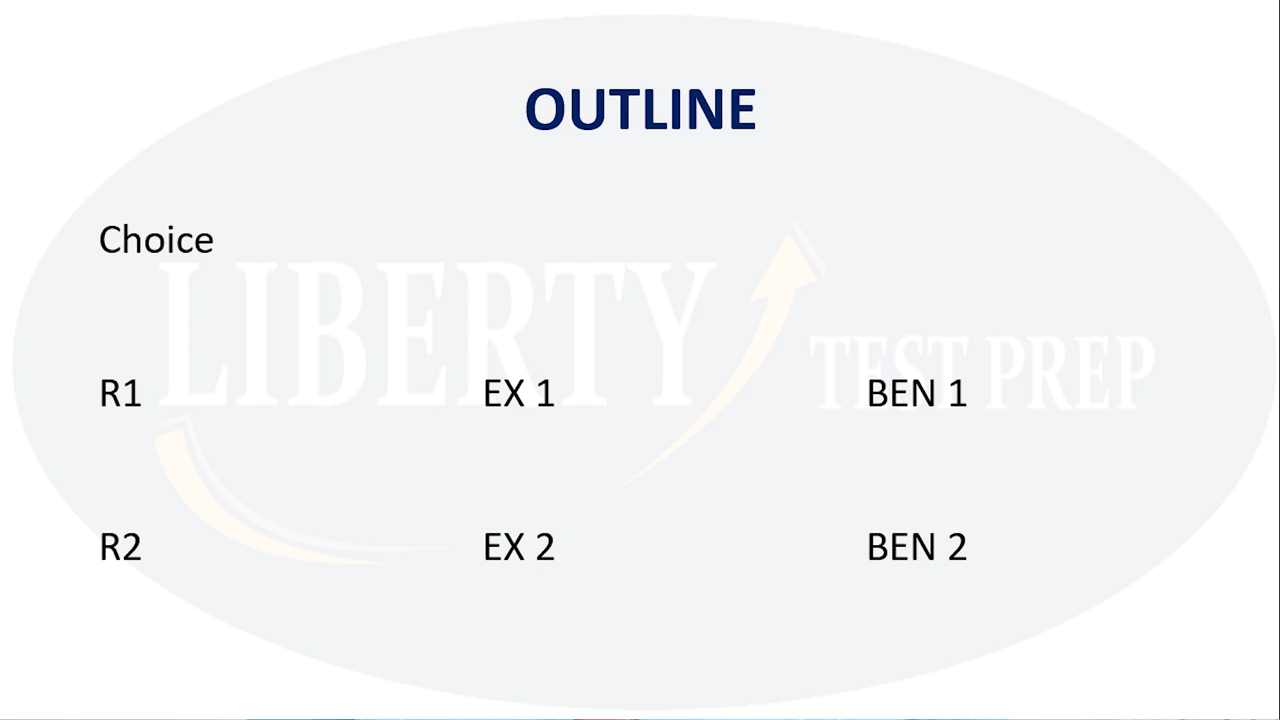 OUTLINE
Choice
LIBERTY
TEST PREP
R1 EX 1 BEN 1
R2 EX 2 BEN 2